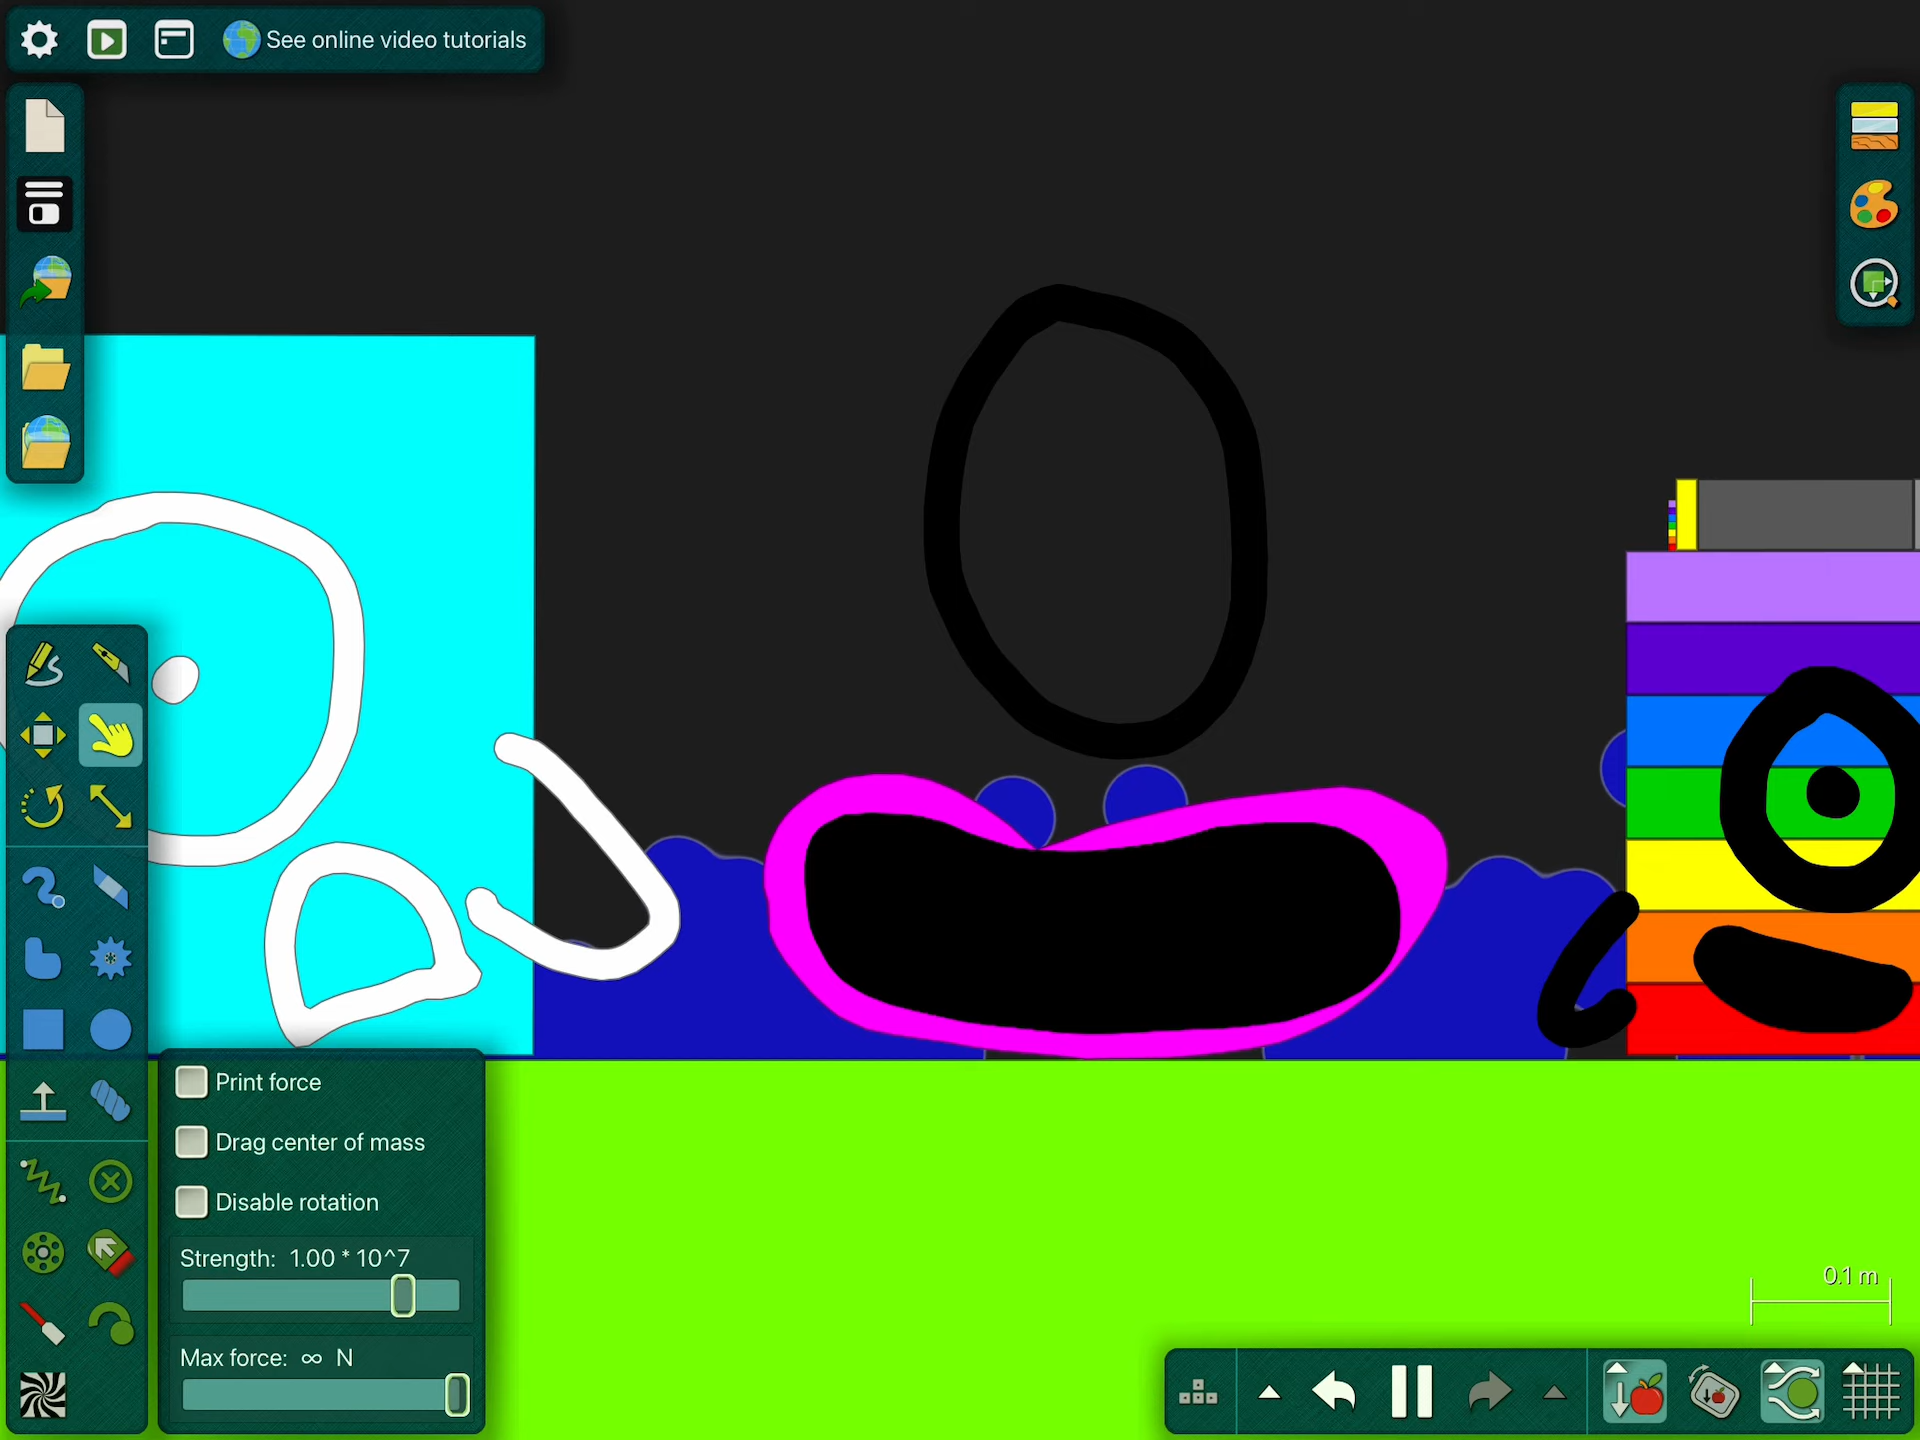 See online video tutorials
Print force
Drag center of mass
Disable rotation
Strength: 1.00 * 10^7
Max force: ∞ N
0.1 m